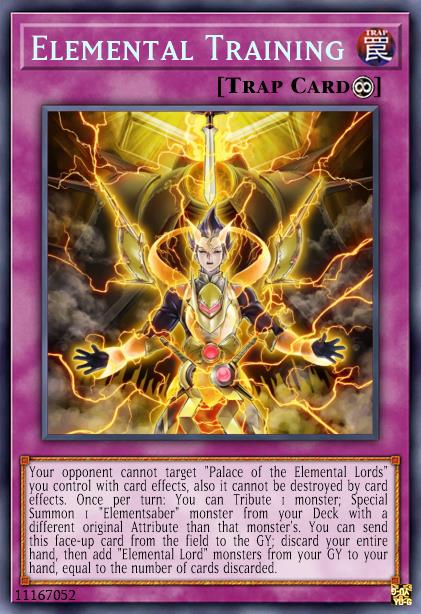 Elemental Training
TRAP
罠
[Trap Card]
Your opponent cannot target "Palace of the Elemental Lords"
you control with card effects, also it cannot be destroyed by card
effects. Once per turn: You can Tribute 1 monster; Special
Summon 1 "Elementsaber" monster from your Deck with a
different original Attribute than that monster's. You can send
this face-up card from the field to the GY; discard your entire
hand, then add "Elemental Lord" monsters from your GY to your
hand, equal to the number of cards discarded.
11167052